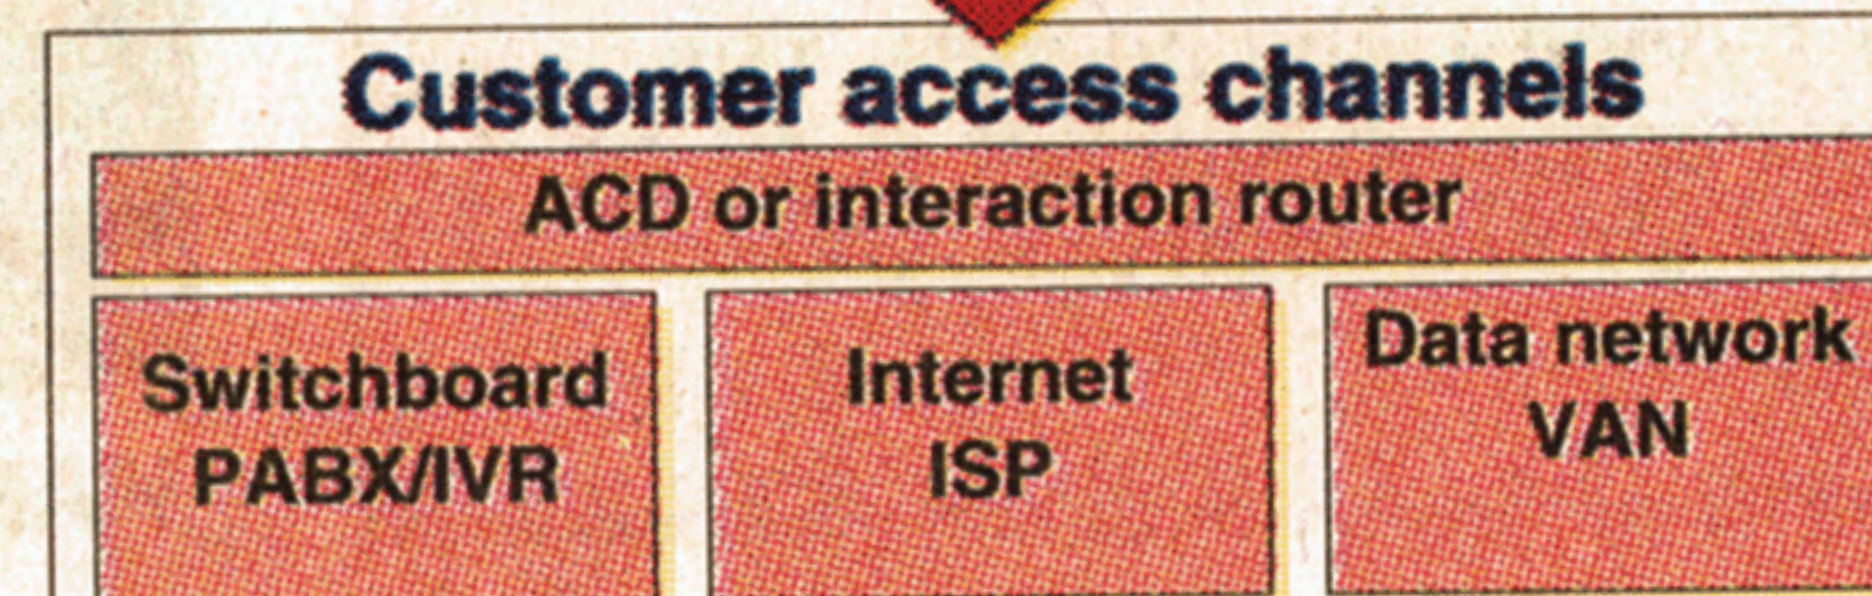 Customer access channels
ACD or interaction router
Switchboard
PABX/IVR
Internet
ISP
Data network
VAN